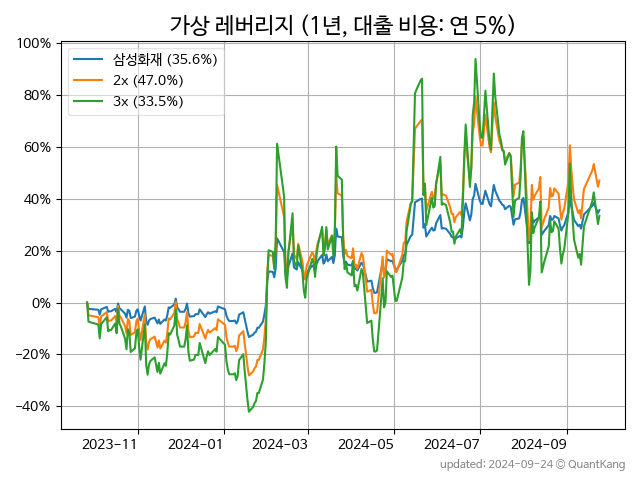 가상 레버리지 (1년, 대출 비용: 연 5%)
100%
80%
60%
40%
20%
0%
−20%
−40%
삼성화재 (35.6%)
2x (47.0%)
3x (33.5%)
2023-11
2024-01
2024-03
2024-05
2024-07
2024-09
updated: 2024-09-24 © QuantKang